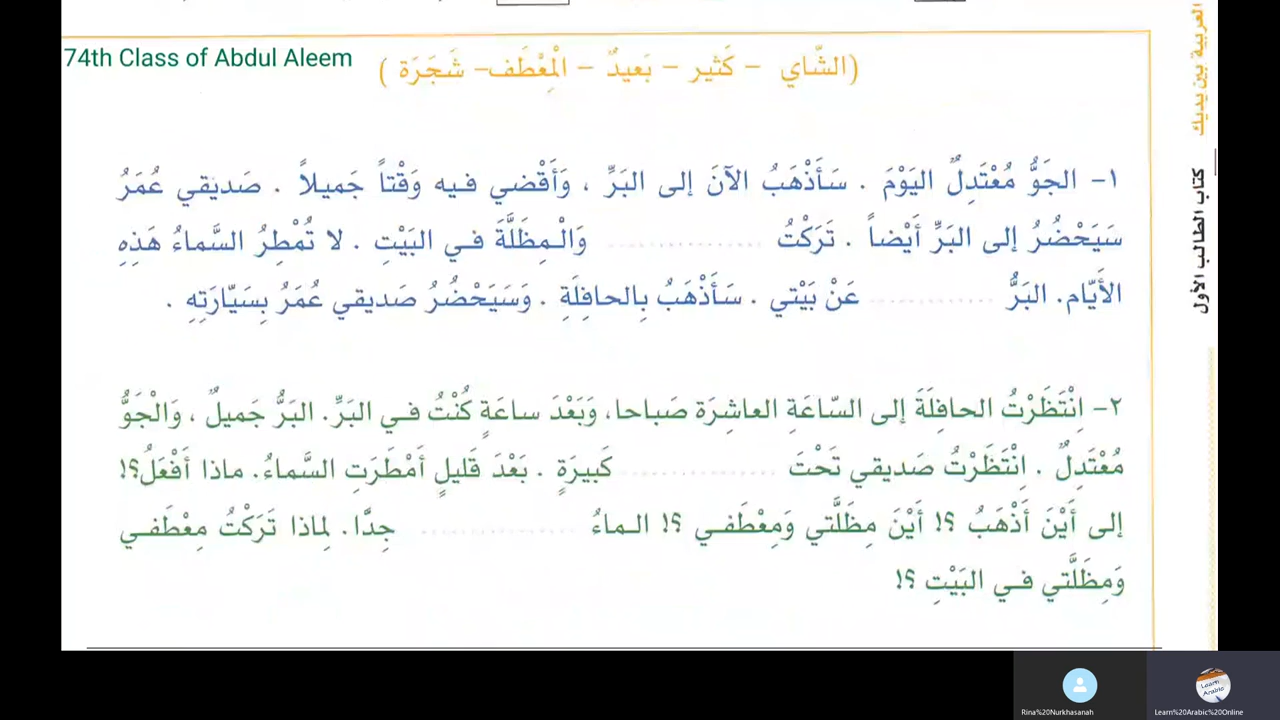 74th Class of Abdul Aleem
(الشَّاي - كَثير - بَعيدٌ - الْمِعْطَف- شَجَرَة )
١- الجَوُّ مُعْتَدِلٌ اليَوْمَ . سَأَذْهَبُ الآنَ إلى البَرِّ ، وَأَقْضي فيه وَقْتاً جَميلاً . صَديقي عُمَرُ
سَيَحْضُرُ إلى البَرِّ أَيْضاً . تَرَكْتُ .............. وَالْمِظَلَّةَ في البَيْتِ . لا تُمْطِرُ السَّماءُ هَذِهِ
الأَيّام. البَرُّ .............. عَنْ بَيْتي . سَأَذْهَبُ بِالحافِلَةِ . وَسَيَحْضُرُ صَديقي عُمَرُ بِسَيّارَتِهِ .
٢- اِنْتَظَرْتُ الحافِلَةَ إلى السّاعَةِ العاشِرَة صَباحا، وَبَعْدَ ساعَةٍ كُنْتُ في البَرِّ. البَرُّ جَميلٌ ، وَالْجَوُّ
مُعْتَدِلٌ . اِنْتَظَرْتُ صَديقي تَحْتَ .............. كَبيرَةٍ . بَعْدَ قَليلٍ أَمْطَرَتِ السَّماءُ. ماذا أَفْعَلُ؟!
إلى أَيْنَ أَذْهَبُ ؟! أَيْنَ مِظَلَّتي وَمِعْطَفي ؟! الماءُ .............. جِدًّا. لِماذا تَرَكْتُ مِعْطَفي
وَمِظَلَّتي في البَيْتِ ؟!
العربية بين يديك
كتاب الطالب الأول
Rina%20Nurkhasanah
Learn Arabic
Learn%20Arabic%20Online